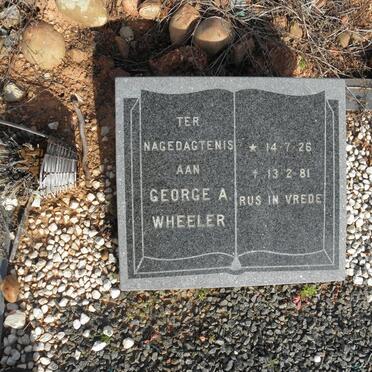 TER
NAGEDAGTENIS
AAN
GEORGE A
WHEELER
★ 14·7·26
† 13·2·81
RUS IN VREDE